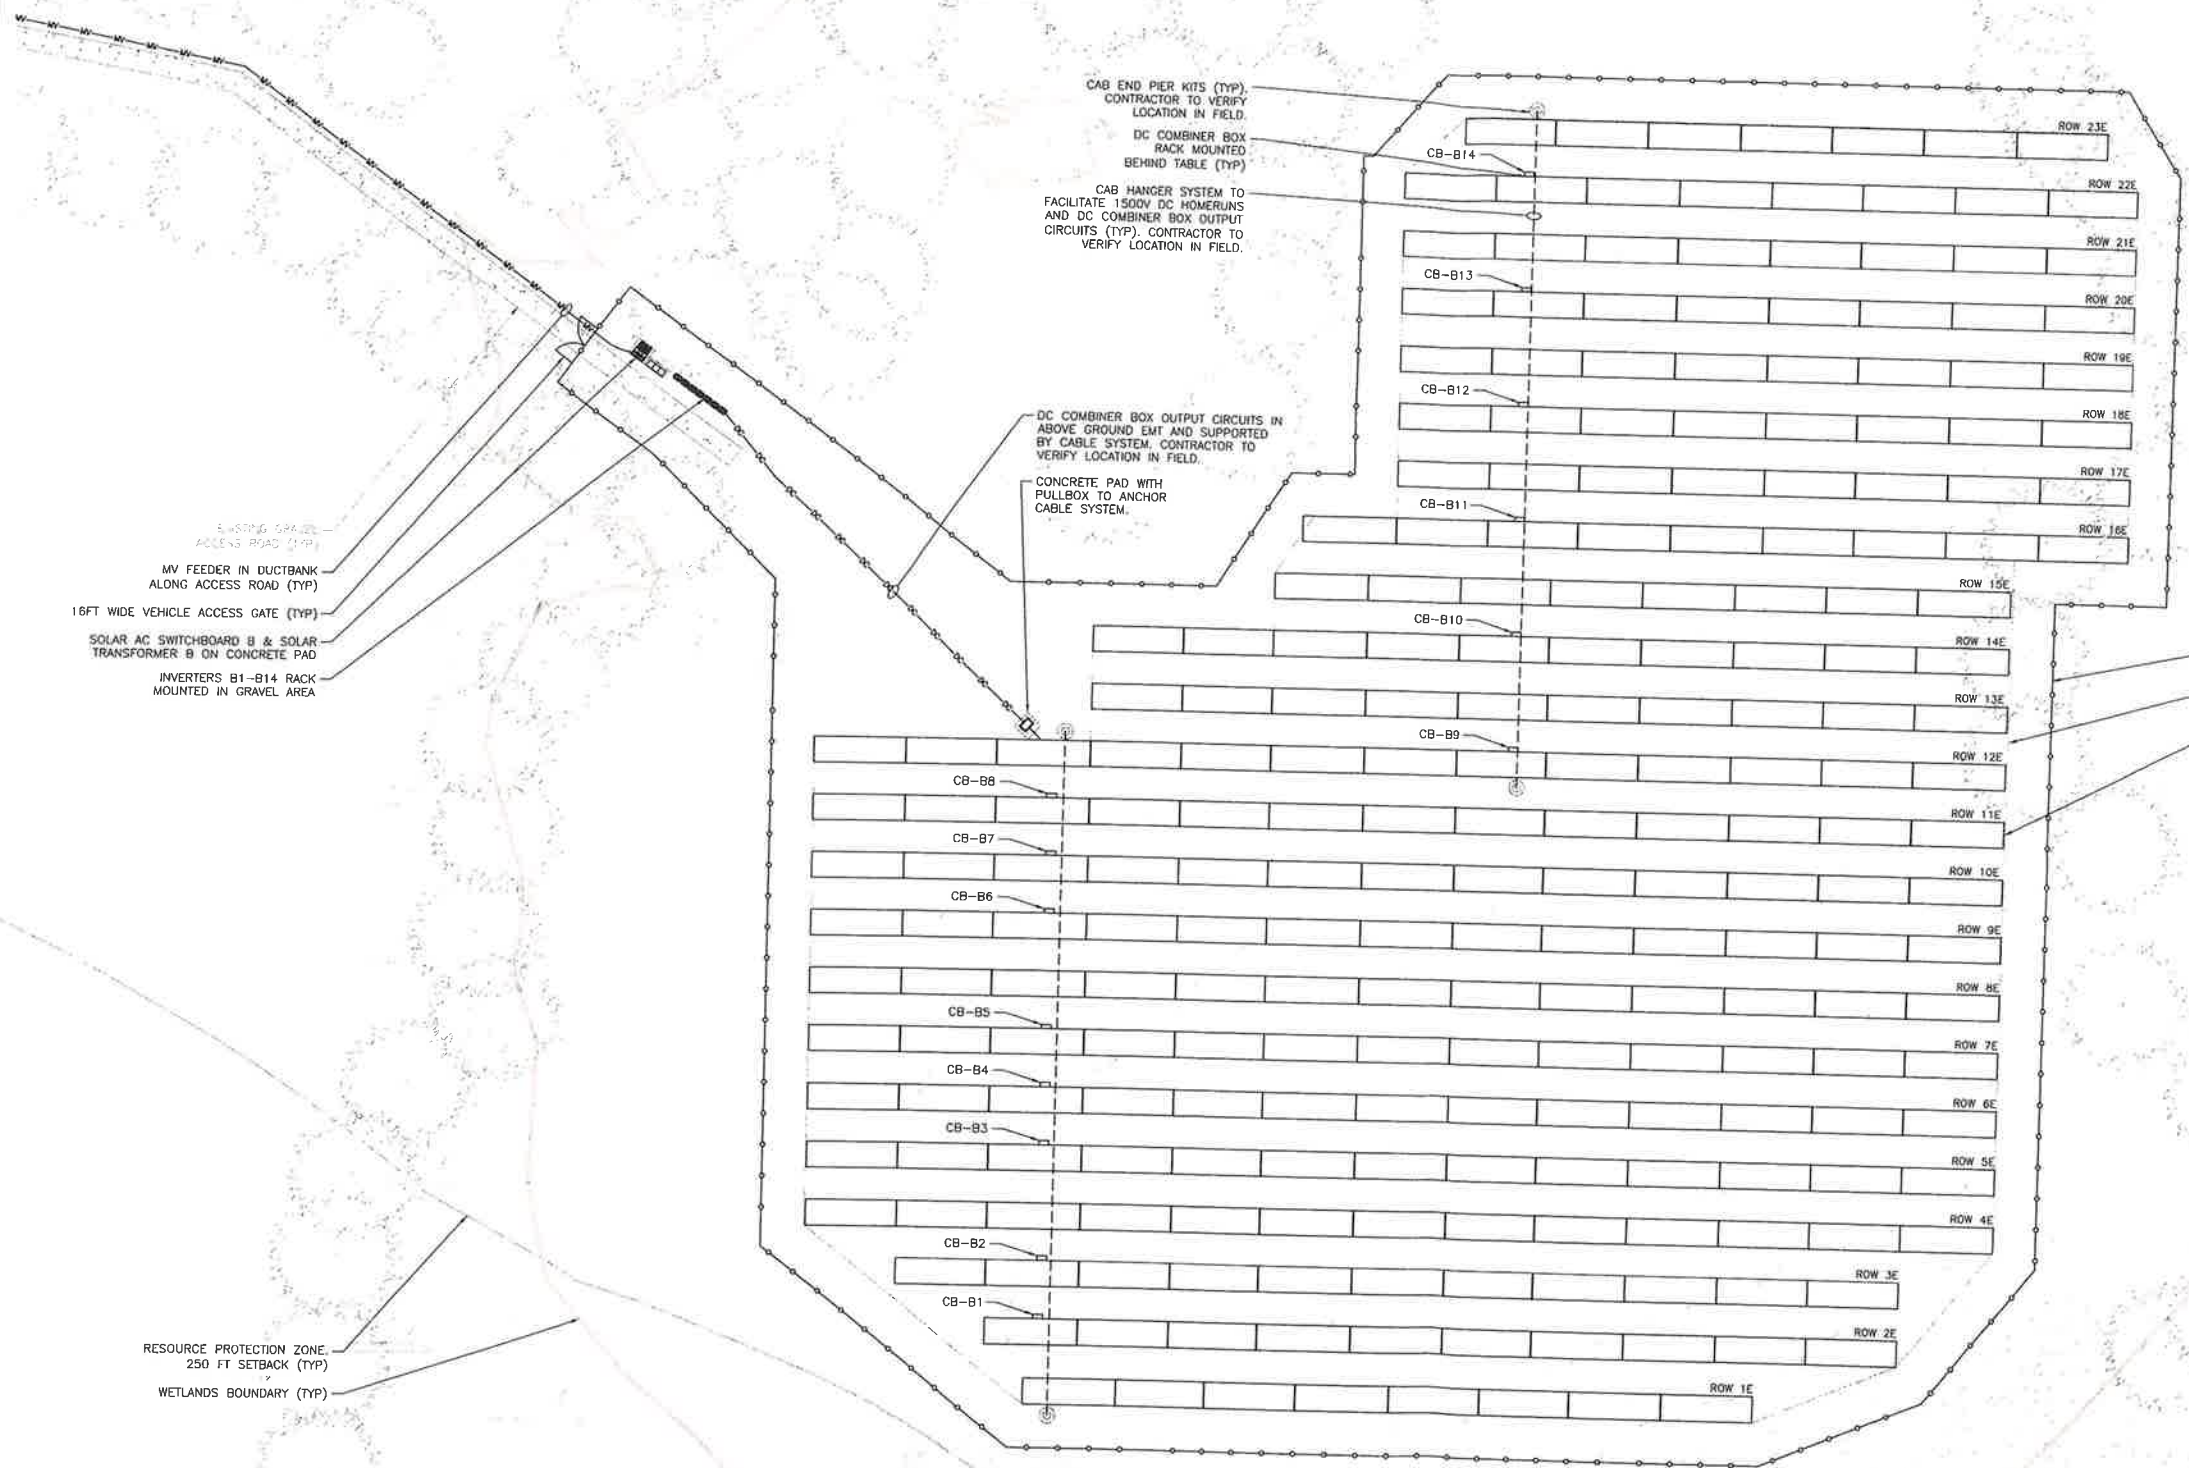 CAB END PIER KITS (TYP).
CONTRACTOR TO VERIFY
LOCATION IN FIELD.
DC COMBINER BOX
RACK MOUNTED
BEHIND TABLE (TYP)
CAB HANGER SYSTEM TO
FACILITATE 1500V DC HOMERUNS
AND DC COMBINER BOX OUTPUT
CIRCUITS (TYP). CONTRACTOR TO
VERIFY LOCATION IN FIELD.
DC COMBINER BOX OUTPUT CIRCUITS IN
ABOVE GROUND EMT AND SUPPORTED
BY CABLE SYSTEM. CONTRACTOR TO
VERIFY LOCATION IN FIELD.
CONCRETE PAD WITH
PULLBOX TO ANCHOR
CABLE SYSTEM.
ACCESS ROAD (TYP)
MV FEEDER IN DUCTBANK
ALONG ACCESS ROAD (TYP)
16FT WIDE VEHICLE ACCESS GATE (TYP)
SOLAR AC SWITCHBOARD B & SOLAR
TRANSFORMER B ON CONCRETE PAD
INVERTERS B1-B14 RACK
MOUNTED IN GRAVEL AREA
RESOURCE PROTECTION ZONE,
250 FT SETBACK (TYP)
WETLANDS BOUNDARY (TYP)
ROW 23E
CB-B14
ROW 22E
ROW 21E
CB-B13
ROW 20E
ROW 19E
CB-B12
ROW 18E
ROW 17E
CB-B11
ROW 16E
ROW 15E
CB-B10
ROW 14E
ROW 13E
CB-B9
ROW 12E
CB-B8
ROW 11E
CB-B7
ROW 10E
CB-B6
ROW 9E
ROW 8E
CB-B5
ROW 7E
CB-B4
ROW 6E
CB-B3
ROW 5E
ROW 4E
CB-B2
ROW 3E
CB-B1
ROW 2E
ROW 1E